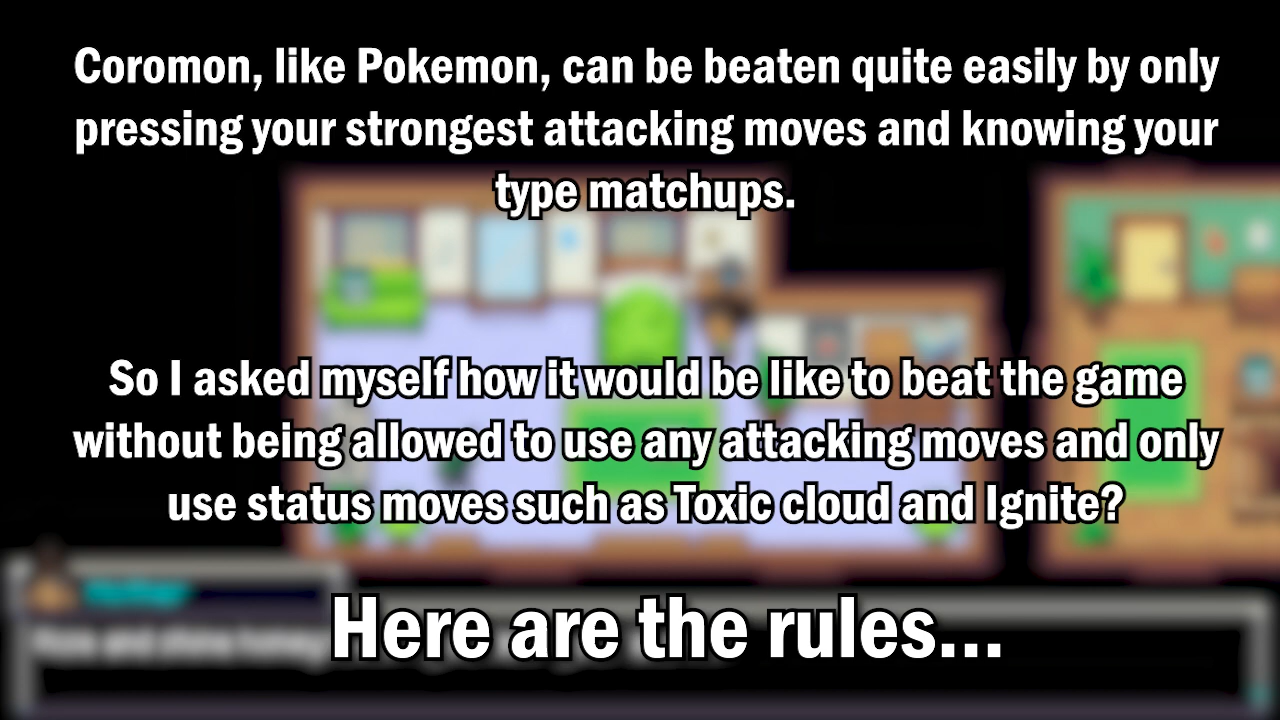 Coromon, like Pokemon, can be beaten quite easily by only
pressing your strongest attacking moves and knowing your
type matchups.
So I asked myself how it would be like to beat the game
without being allowed to use any attacking moves and only
use status moves such as Toxic cloud and Ignite?
Here are the rules...